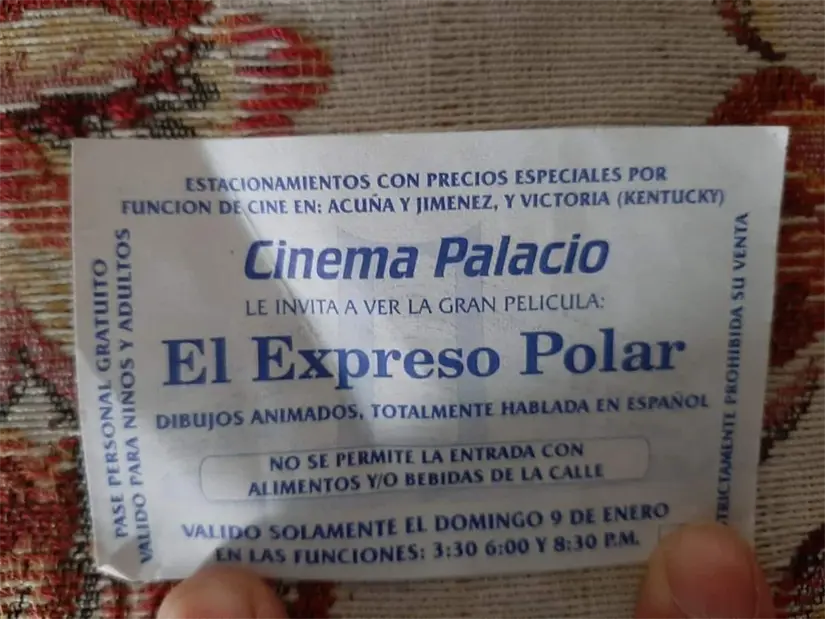 ESTACIONAMIENTOS CON PRECIOS ESPECIALES POR
FUNCION DE CINE EN: ACUÑA Y JIMENEZ, Y VICTORIA (KENTUCKY)
Cinema Palacio
LE INVITA A VER LA GRAN PELICULA:
El Expreso Polar
DIBUJOS ANIMADOS, TOTALMENTE HABLADA EN ESPAÑOL
NO SE PERMITE LA ENTRADA CON
ALIMENTOS Y/O BEBIDAS DE LA CALLE
VALIDO SOLAMENTE EL DOMINGO 9 DE ENERO
EN LAS FUNCIONES: 3:30 6:00 Y 8:30 P.M.
PASE PERSONAL GRATUITO
VALIDO PARA NIÑOS Y ADULTOS
PROHIBIDA SU VENTA